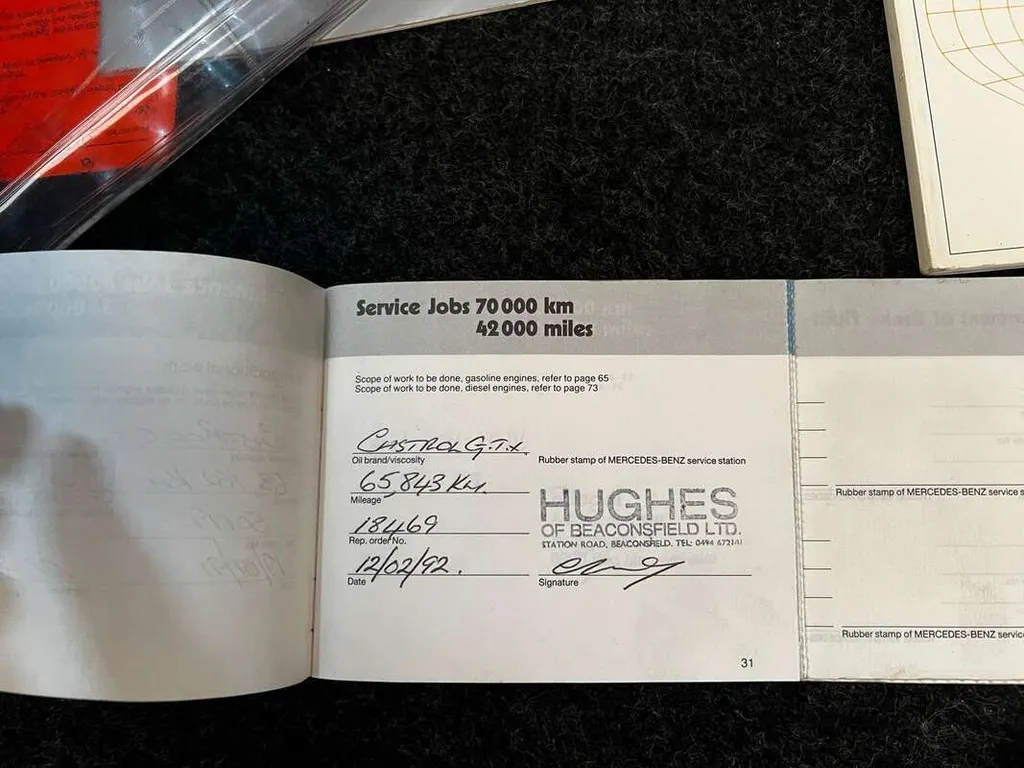 Service Jobs 70 000 km
42 000 miles
Scope of work to be done, gasoline engines, refer to page 65
Scope of work to be done, diesel engines, refer to page 73
CASTROL G.T.X.
Oil brand/viscosity
Rubber stamp of MERCEDES-BENZ service station
65,843 Km.
Mileage
HUGHES
OF BEACONSFIELD LTD.
STATION ROAD, BEACONSFIELD. TEL: 0494 672141
18469
Rep. order No.
12/02/92.
Date
Signature
31
Rubber stamp of MERCEDES-BENZ service s
Rubber stamp of MERCEDES-BENZ servic